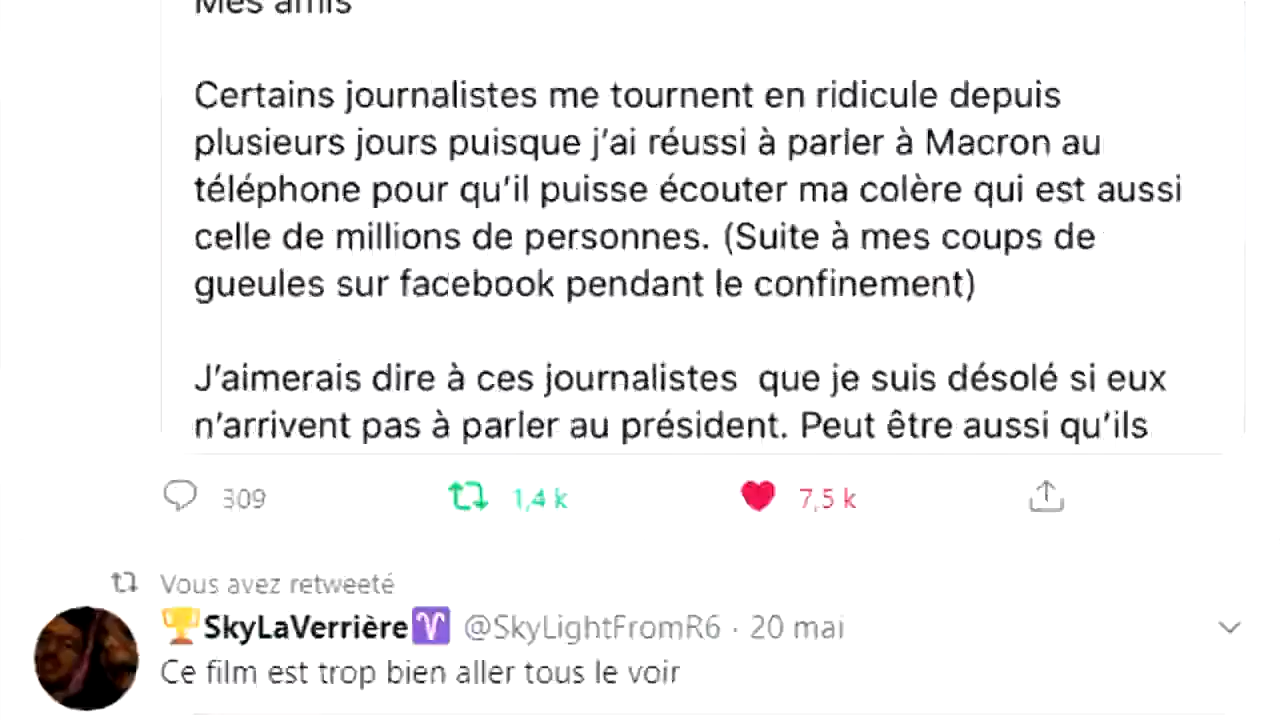 Mes amis
Certains journalistes me tournent en ridicule depuis
plusieurs jours puisque j'ai réussi à parler à Macron au
téléphone pour qu'il puisse écouter ma colère qui est aussi
celle de millions de personnes. (Suite à mes coups de
gueules sur facebook pendant le confinement)
J'aimerais dire à ces journalistes  que je suis désolé si eux
n'arrivent pas à parler au président. Peut être aussi qu'ils
309 1,4 k 7,5 k
Vous avez retweeté
🏆SkyLaVerrière♈ @SkyLightFromR6 · 20 mai
Ce film est trop bien aller tous le voir